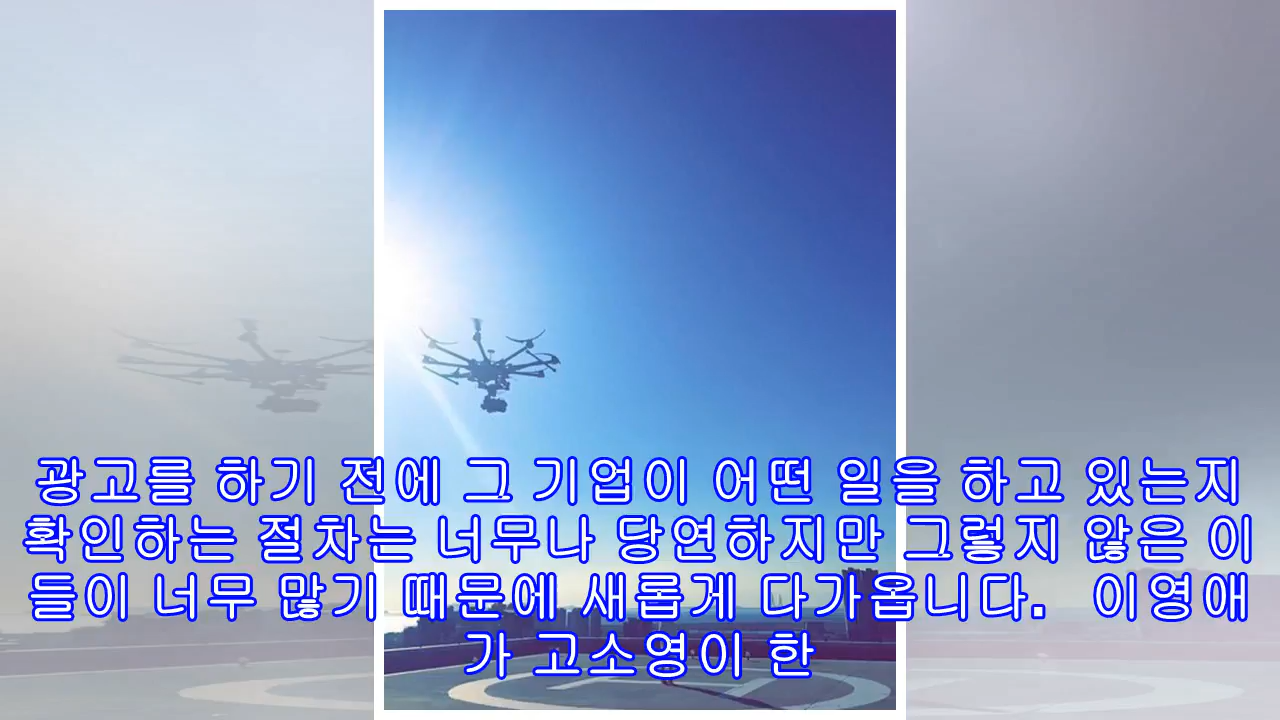 광고를 하기 전에 그 기업이 어떤 일을 하고 있는지
확인하는 절차는 너무나 당연하지만 그렇지 않은 이
들이 너무 많기 때문에 새롭게 다가옵니다. 이영애
가 고소영이 한